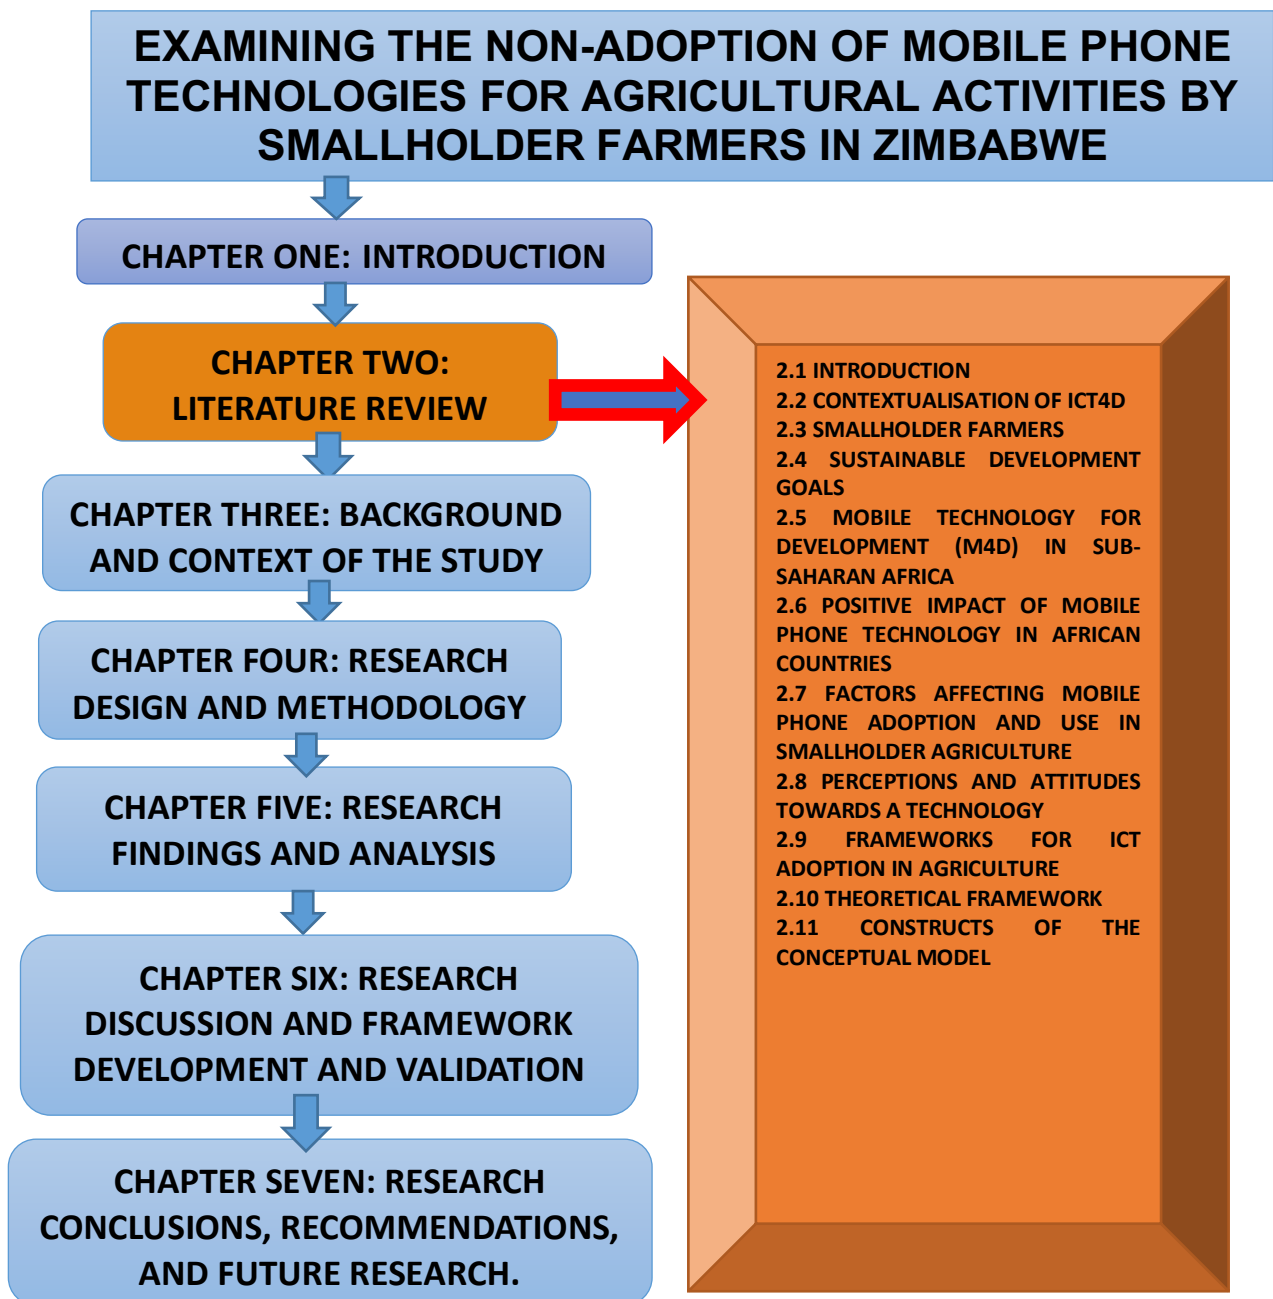 EXAMINING THE NON-ADOPTION OF MOBILE PHONE
TECHNOLOGIES FOR AGRICULTURAL ACTIVITIES BY
SMALLHOLDER FARMERS IN ZIMBABWE
CHAPTER ONE: INTRODUCTION
CHAPTER TWO:
LITERATURE REVIEW
CHAPTER THREE: BACKGROUND
AND CONTEXT OF THE STUDY
CHAPTER FOUR: RESEARCH
DESIGN AND METHODOLOGY
CHAPTER FIVE: RESEARCH
FINDINGS AND ANALYSIS
CHAPTER SIX: RESEARCH
DISCUSSION AND FRAMEWORK
DEVELOPMENT AND VALIDATION
CHAPTER SEVEN: RESEARCH
CONCLUSIONS, RECOMMENDATIONS,
AND FUTURE RESEARCH.
2.1 INTRODUCTION
2.2 CONTEXTUALISATION OF ICT4D
2.3 SMALLHOLDER FARMERS
2.4 SUSTAINABLE DEVELOPMENT
GOALS
2.5 MOBILE TECHNOLOGY FOR
DEVELOPMENT (M4D) IN SUB-
SAHARAN AFRICA
2.6 POSITIVE IMPACT OF MOBILE
PHONE TECHNOLOGY IN AFRICAN
COUNTRIES
2.7 FACTORS AFFECTING MOBILE
PHONE ADOPTION AND USE IN
SMALLHOLDER AGRICULTURE
2.8 PERCEPTIONS AND ATTITUDES
TOWARDS A TECHNOLOGY
2.9 FRAMEWORKS FOR ICT
ADOPTION IN AGRICULTURE
2.10 THEORETICAL FRAMEWORK
2.11 CONSTRUCTS OF THE
CONCEPTUAL MODEL